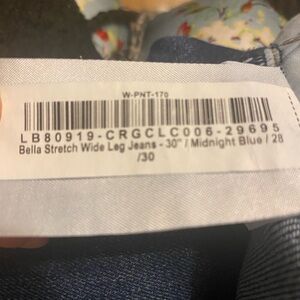 W-PNT-170
LB80919-CRGCLC006-29695
Bella Stretch Wide Leg Jeans - 30" / Midnight Blue / 28
/30